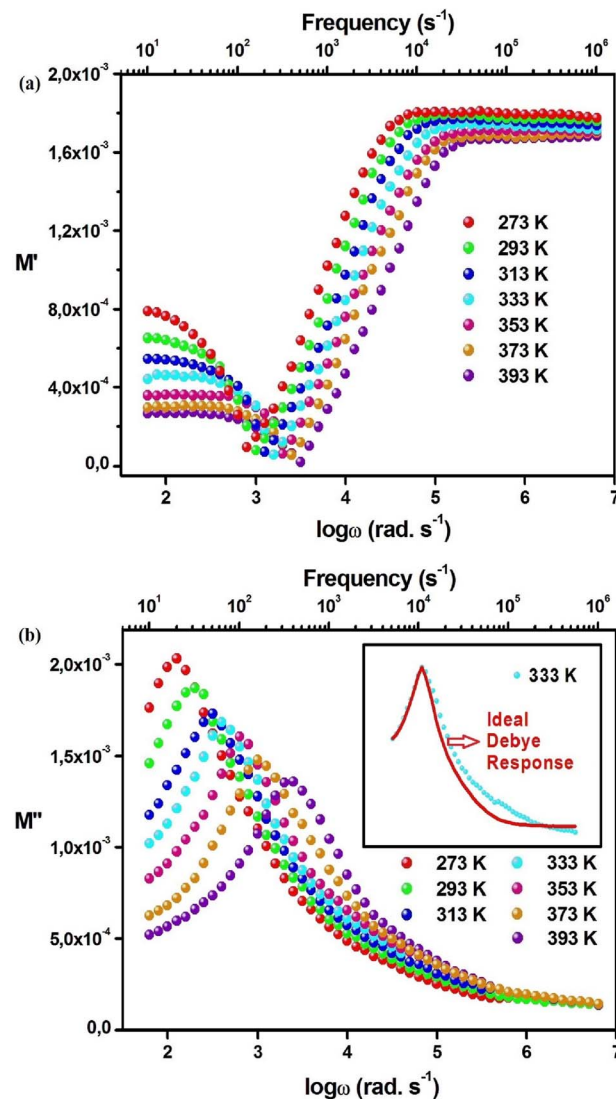 Frequency (s⁻¹)
10¹ 10² 10³ 10⁴ 10⁵ 10⁶
(a)
2,0x10⁻³
1,6x10⁻³
1,2x10⁻³
8,0x10⁻⁴
4,0x10⁻⁴
0,0
M'
273 K
293 K
313 K
333 K
353 K
373 K
393 K
2 3 4 5 6 7
logω (rad. s⁻¹)
Frequency (s⁻¹)
10¹ 10² 10³ 10⁴ 10⁵ 10⁶
(b)
2,0x10⁻³
1,5x10⁻³
1,0x10⁻³
5,0x10⁻⁴
0,0
M''
333 K
Ideal
Debye
Response
273 K 333 K
293 K 353 K
313 K 373 K
393 K
2 3 4 5 6 7
logω (rad. s⁻¹)